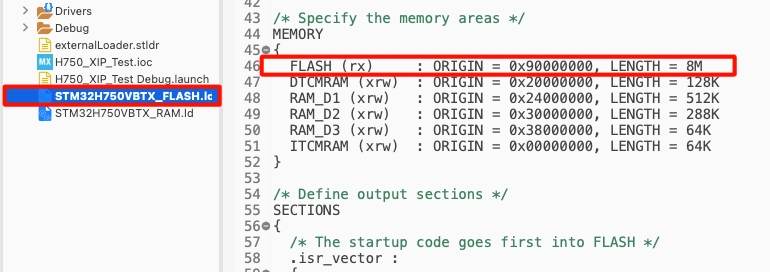 Drivers
Debug
externalLoader.stldr
MX H750_XIP_Test.ioc
H750_XIP_Test Debug.launch
STM32H750VBTX_FLASH.ld
STM32H750VBTX_RAM.ld
42
43 /* Specify the memory areas */
44 MEMORY
45 {
46 FLASH (rx) : ORIGIN = 0x90000000, LENGTH = 8M
47 DTCMRAM (xrw) : ORIGIN = 0x20000000, LENGTH = 128K
48 RAM_D1 (xrw) : ORIGIN = 0x24000000, LENGTH = 512K
49 RAM_D2 (xrw) : ORIGIN = 0x30000000, LENGTH = 288K
50 RAM_D3 (xrw) : ORIGIN = 0x38000000, LENGTH = 64K
51 ITCMRAM (xrw) : ORIGIN = 0x00000000, LENGTH = 64K
52 }
53
54 /* Define output sections */
55 SECTIONS
56 {
57 /* The startup code goes first into FLASH */
58 .isr_vector :